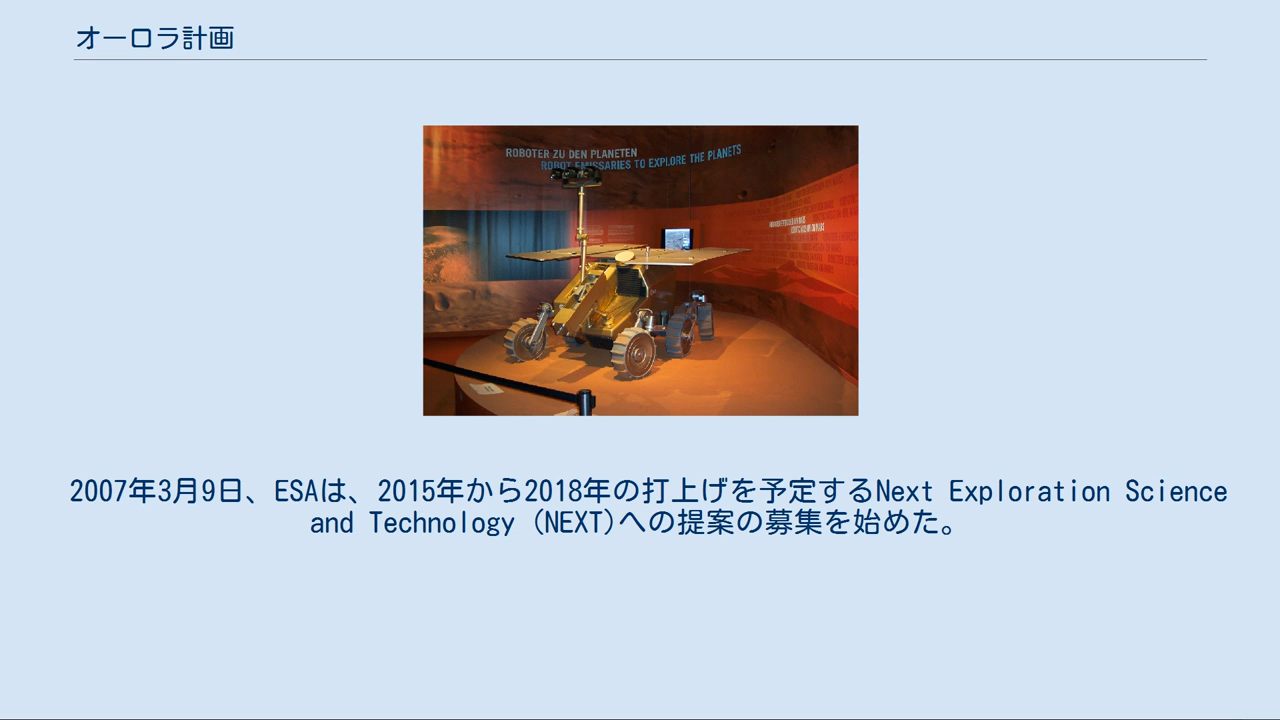 オーロラ計画
ROBOTER ZU DEN PLANETEN
ROBOT EMISSARIES TO EXPLORE THE PLANETS
2007年3月9日、ESAは、2015年から2018年の打上げを予定するNext Exploration Science
and Technology (NEXT)への提案の募集を始めた。